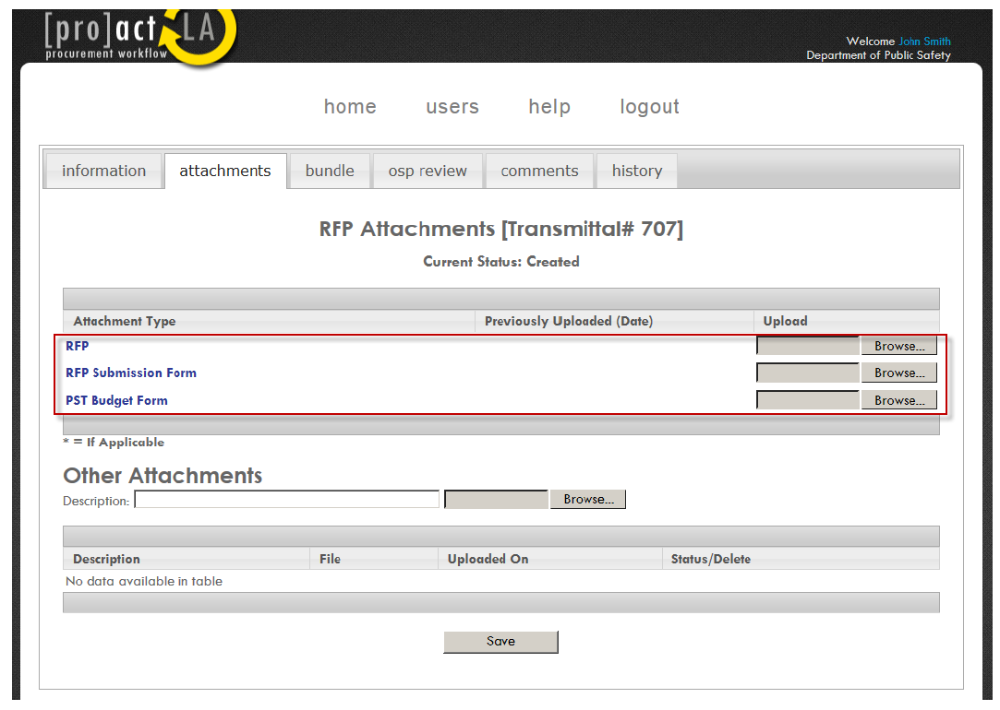 [pro]act LA
procurement workflow
Welcome John Smith
Department of Public Safety
home users help logout
information attachments bundle osp review comments history
RFP Attachments [Transmittal# 707]
Current Status: Created
Attachment Type Previously Uploaded (Date) Upload
RFP Browse...
RFP Submission Form Browse...
PST Budget Form Browse...
* = If Applicable
Other Attachments
Description: Browse...
Description File Uploaded On Status/Delete
No data available in table
Save